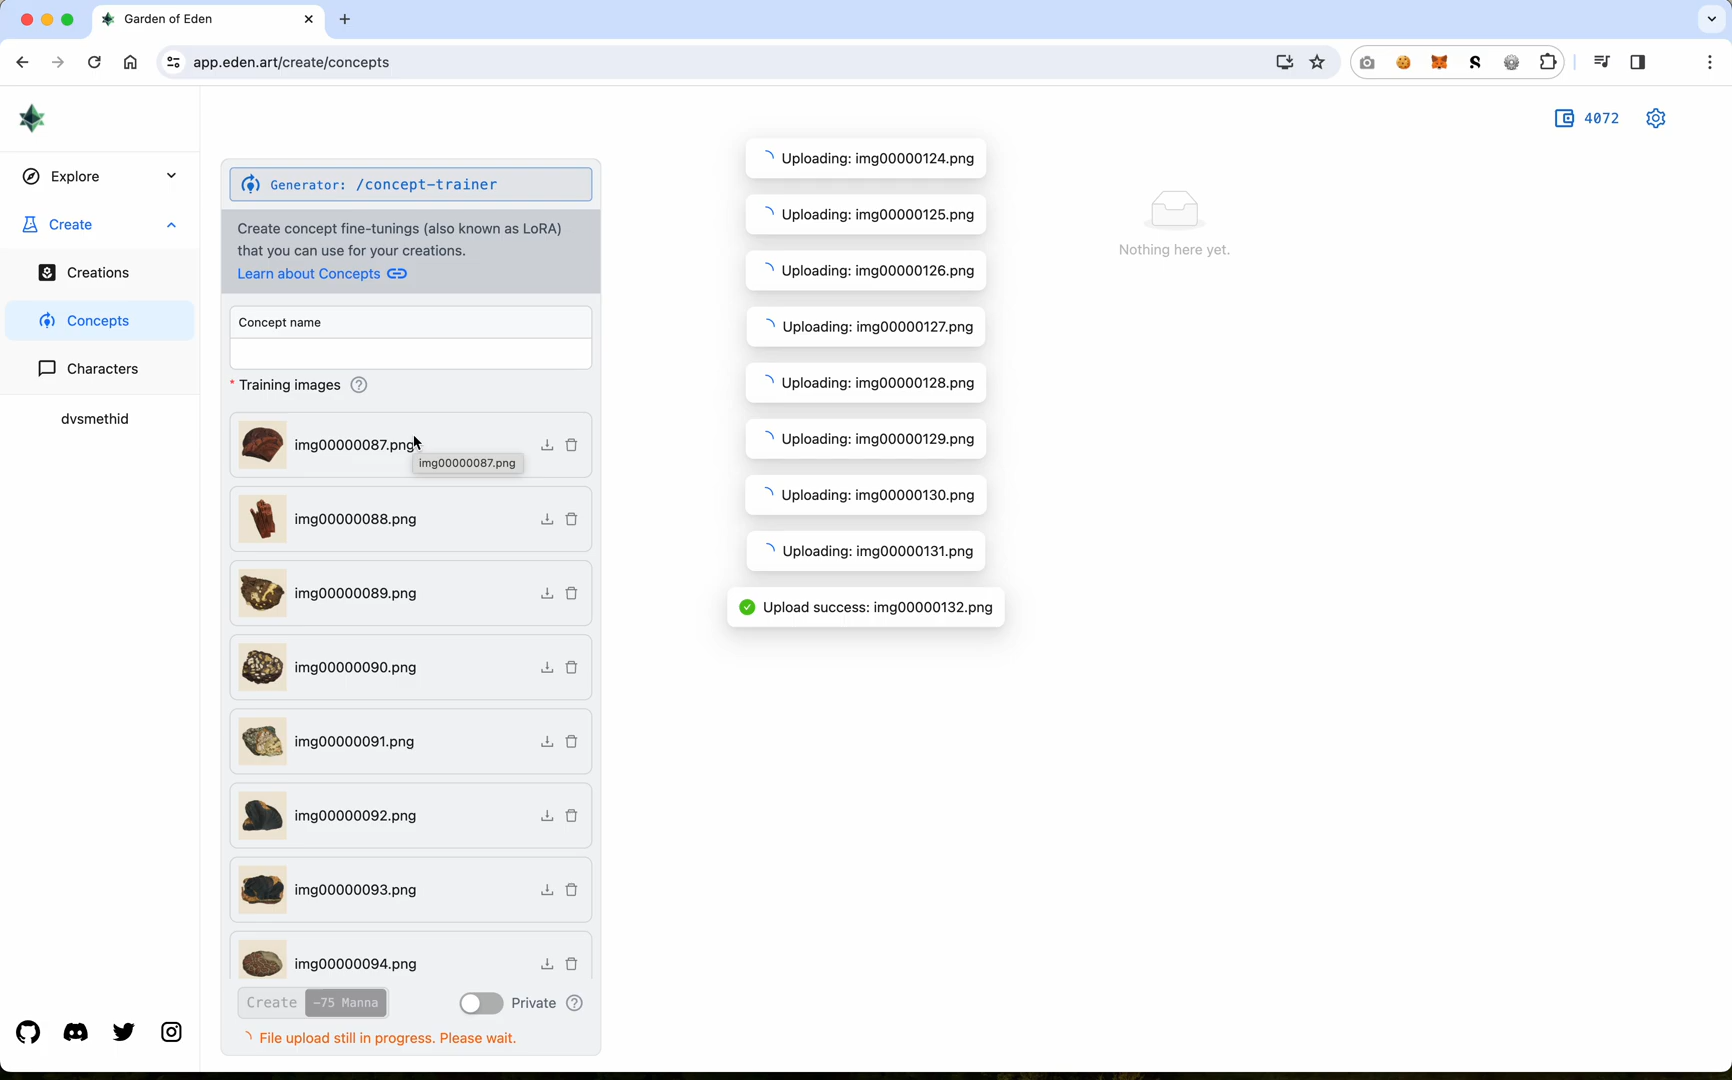 Garden of Eden
app.eden.art/create/concepts
4072
Explore
Create
Creations
Concepts
Characters
dvsmethid
Generator: /concept-trainer
Create concept fine-tunings (also known as LoRA)
that you can use for your creations.
Learn about Concepts
Concept name
* Training images
img00000087.png
img00000087.png
img00000088.png
img00000089.png
img00000090.png
img00000091.png
img00000092.png
img00000093.png
img00000094.png
Create -75 Manna
Private
File upload still in progress. Please wait.
Uploading: img00000124.png
Uploading: img00000125.png
Uploading: img00000126.png
Uploading: img00000127.png
Uploading: img00000128.png
Uploading: img00000129.png
Uploading: img00000130.png
Uploading: img00000131.png
Upload success: img00000132.png
Nothing here yet.